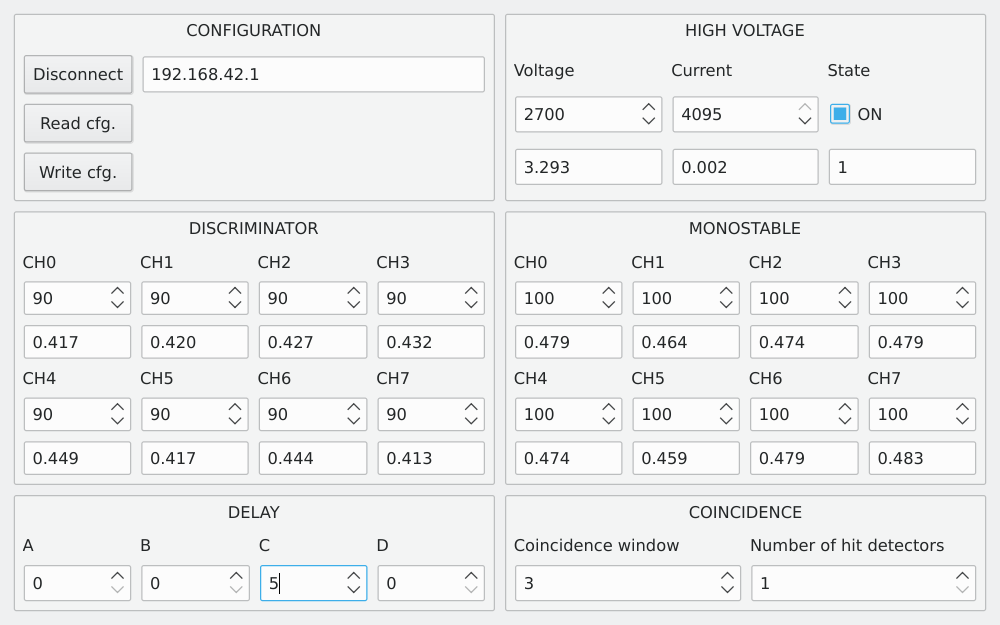 CONFIGURATION
Disconnect 192.168.42.1
Read cfg.
Write cfg.
HIGH VOLTAGE
Voltage Current State
2700 4095 ON
3.293 0.002 1
DISCRIMINATOR
CH0 CH1 CH2 CH3
90 90 90 90
0.417 0.420 0.427 0.432
CH4 CH5 CH6 CH7
90 90 90 90
0.449 0.417 0.444 0.413
MONOSTABLE
CH0 CH1 CH2 CH3
100 100 100 100
0.479 0.464 0.474 0.479
CH4 CH5 CH6 CH7
100 100 100 100
0.474 0.459 0.479 0.483
DELAY
A B C D
0 0 5 0
COINCIDENCE
Coincidence window Number of hit detectors
3 1